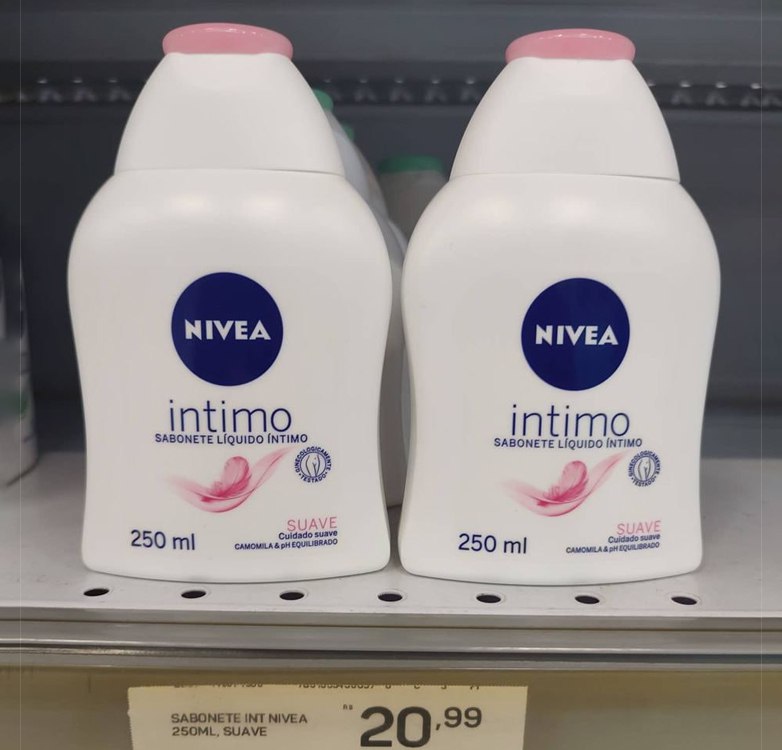 NIVEA
intimo
SABONETE LÍQUIDO ÍNTIMO
GINECOLOGICAMENTE
TESTADO
SUAVE
Cuidado suave
CAMOMILA & pH EQUILIBRADO
250 ml
NIVEA
intimo
SABONETE LÍQUIDO ÍNTIMO
GINECOLOGICAMENTE
TESTADO
SUAVE
Cuidado suave
CAMOMILA & pH EQUILIBRADO
250 ml
SABONETE INT NIVEA
250ML, SUAVE
R$ 20,99